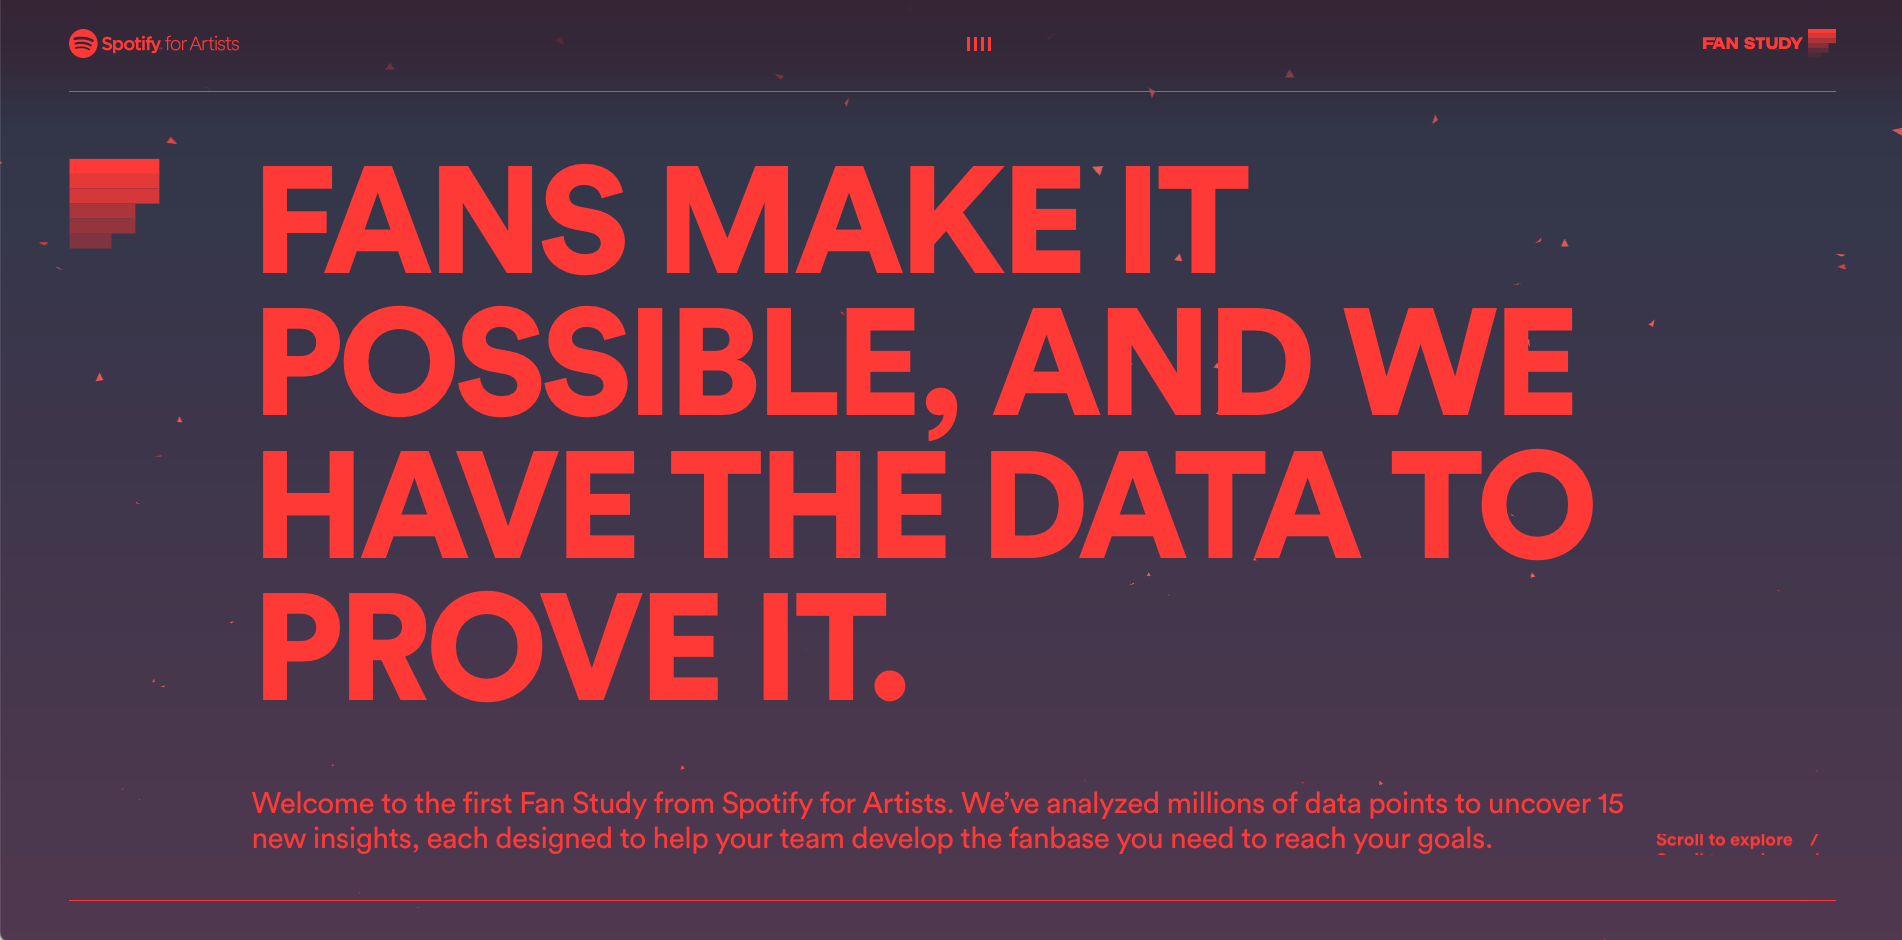 Spotify for Artists
FAN STUDY
FANS MAKE IT
POSSIBLE, AND WE
HAVE THE DATA TO
PROVE IT.
Welcome to the first Fan Study from Spotify for Artists. We’ve analyzed millions of data points to uncover 15
new insights, each designed to help your team develop the fanbase you need to reach your goals.
Scroll to explore /